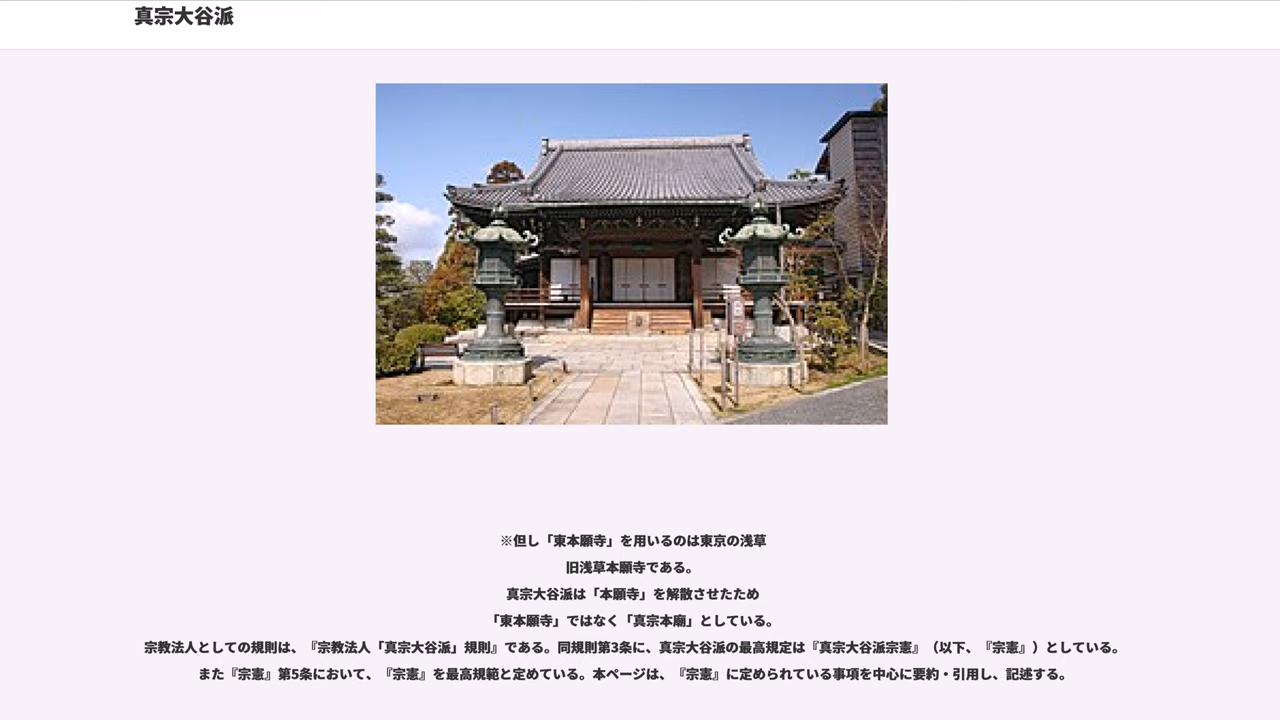 真宗大谷派
※但し「東本願寺」を用いるのは東京の浅草
旧浅草本願寺である。
真宗大谷派は「本願寺」を解散させたため
「東本願寺」ではなく「真宗本廟」としている。
宗教法人としての規則は、『宗教法人「真宗大谷派」規則』である。同規則第3条に、真宗大谷派の最高規定は『真宗大谷派宗憲』（以下、『宗憲』）としている。
また『宗憲』第5条において、『宗憲』を最高規範と定めている。本ページは、『宗憲』に定められている事項を中心に要約・引用し、記述する。